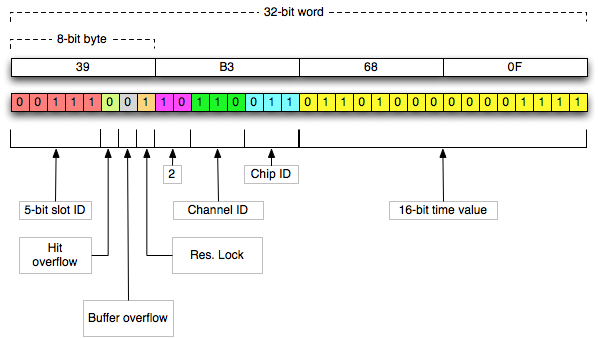 32-bit word
8-bit byte
39 B3 68 0F
0 0 1 1 1 0 0 1 1 0 1 1 0 0 1 1 0 1 1 0 1 0 0 0 0 0 0 0 1 1 1 1
2 Chip ID
5-bit slot ID Channel ID 16-bit time value
Hit
overflow
Res. Lock
Buffer overflow